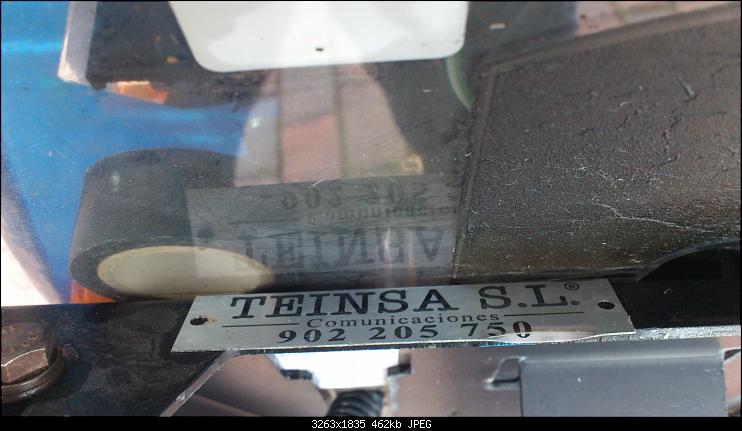 TEINSA S.L.®
Comunicaciones
902 205 750
3263x1835 462kb JPEG